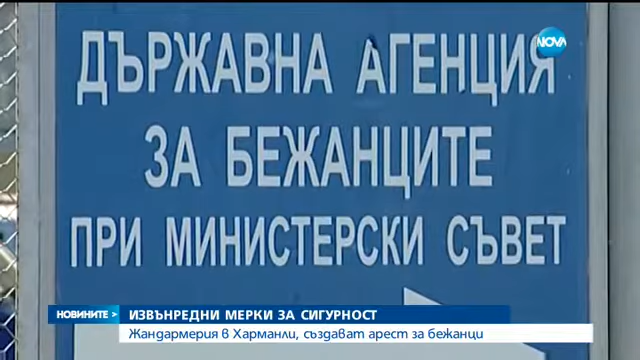 ДЪРЖАВНА АГЕНЦИЯ
ЗА БЕЖАНЦИТЕ
ПРИ МИНИСТЕРСКИ СЪВЕТ
NOVA
НОВИНИТЕ
ИЗВЪНРЕДНИ МЕРКИ ЗА СИГУРНОСТ
Жандармерия в Харманли, създават арест за бежанци